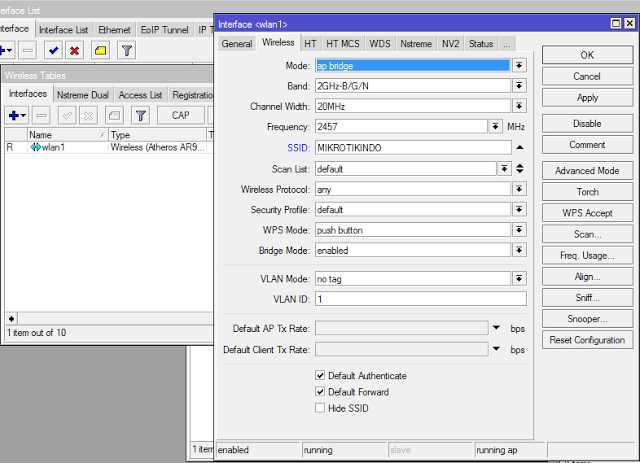 nterface List
nterface
Interface List
Ethernet
EoIP Tunnel
IP T
Wireless Tables
Interfaces
Nstreme Dual
Access List
Registration
CAP
Name
Type
T
R
wlan1
Wireless (Atheros AR9...
1 item out of 10
1 item
Interface <wlan1>
General
Wireless
HT
HT MCS
WDS
Nstreme
NV2
Status
...
Mode: ap bridge
Band: 2GHz-B/G/N
Channel Width: 20MHz
Frequency: 2457 MHz
SSID: MIKROTIKINDO
Scan List: default
Wireless Protocol: any
Security Profile: default
WPS Mode: push button
Bridge Mode: enabled
VLAN Mode: no tag
VLAN ID: 1
Default AP Tx Rate: bps
Default Client Tx Rate: bps
Default Authenticate
Default Forward
Hide SSID
OK
Cancel
Apply
Disable
Comment
Advanced Mode
Torch
WPS Accept
Scan...
Freq. Usage...
Align...
Sniff...
Snooper...
Reset Configuration
enabled
running
slave
running ap